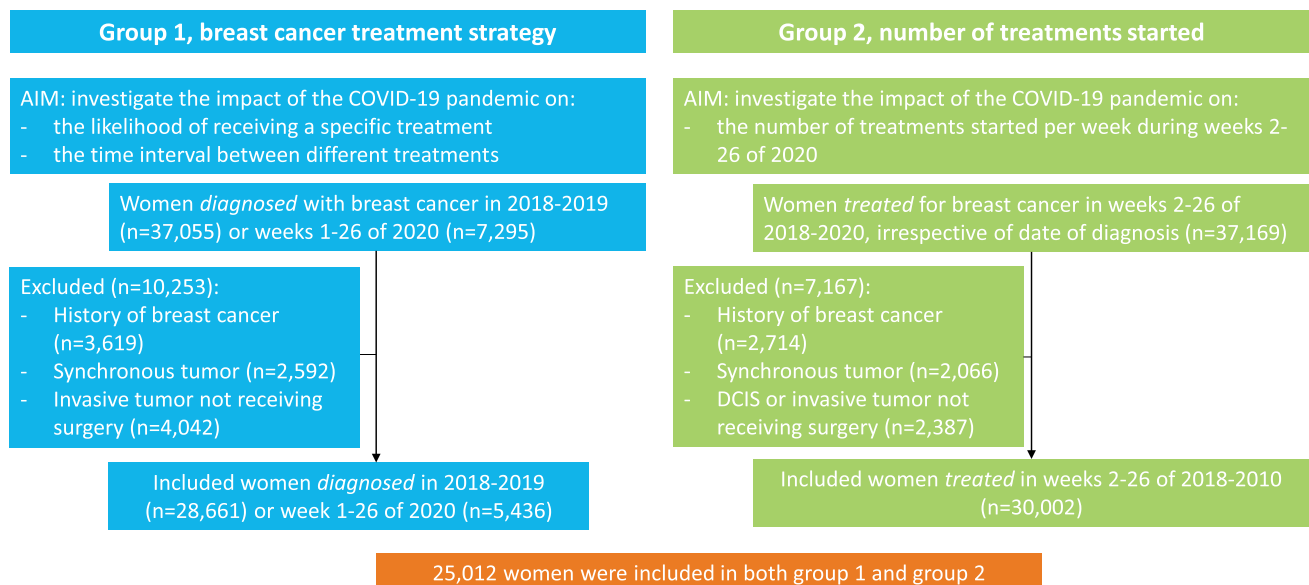 Group 1, breast cancer treatment strategy
AIM: investigate the impact of the COVID-19 pandemic on:
- the likelihood of receiving a specific treatment
- the time interval between different treatments
Women diagnosed with breast cancer in 2018-2019
(n=37,055) or weeks 1-26 of 2020 (n=7,295)
Excluded (n=10,253):
- History of breast cancer
(n=3,619)
- Synchronous tumor (n=2,592)
- Invasive tumor not receiving
surgery (n=4,042)
Included women diagnosed in 2018-2019
(n=28,661) or week 1-26 of 2020 (n=5,436)
Group 2, number of treatments started
AIM: investigate the impact of the COVID-19 pandemic on:
- the number of treatments started per week during weeks 2-
26 of 2020
Women treated for breast cancer in weeks 2-26 of
2018-2020, irrespective of date of diagnosis (n=37,169)
Excluded (n=7,167):
- History of breast cancer
(n=2,714)
- Synchronous tumor (n=2,066)
- DCIS or invasive tumor not
receiving surgery (n=2,387)
Included women treated in weeks 2-26 of 2018-2010
(n=30,002)
25,012 women were included in both group 1 and group 2